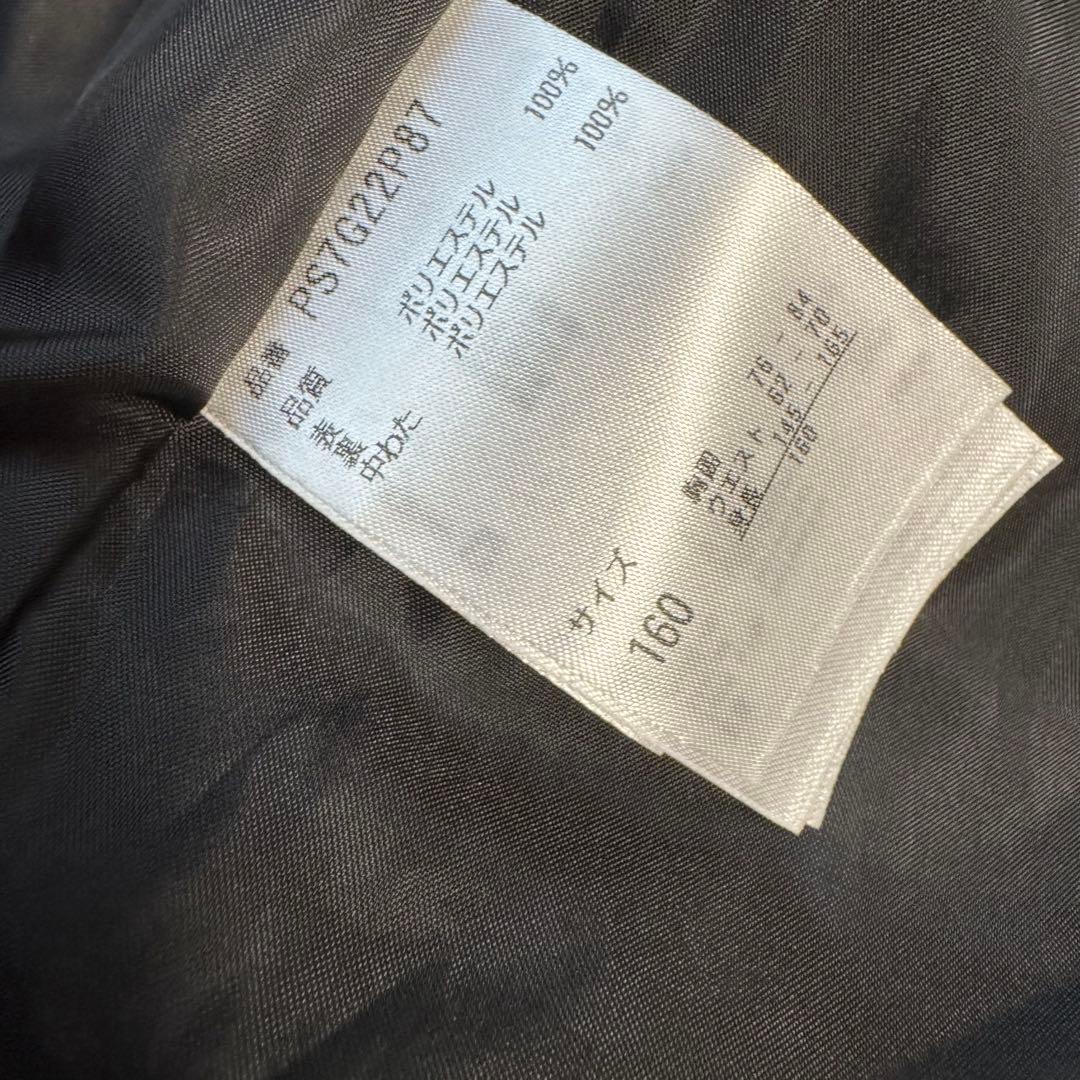 品番 PS7G22P87
品質
表 ポリエステル 100%
裏 ポリエステル 100%
中わた ポリエステル
サイズ
160
胸囲 76 - 84
ウエスト 62 - 70
身長 145 - 165
160